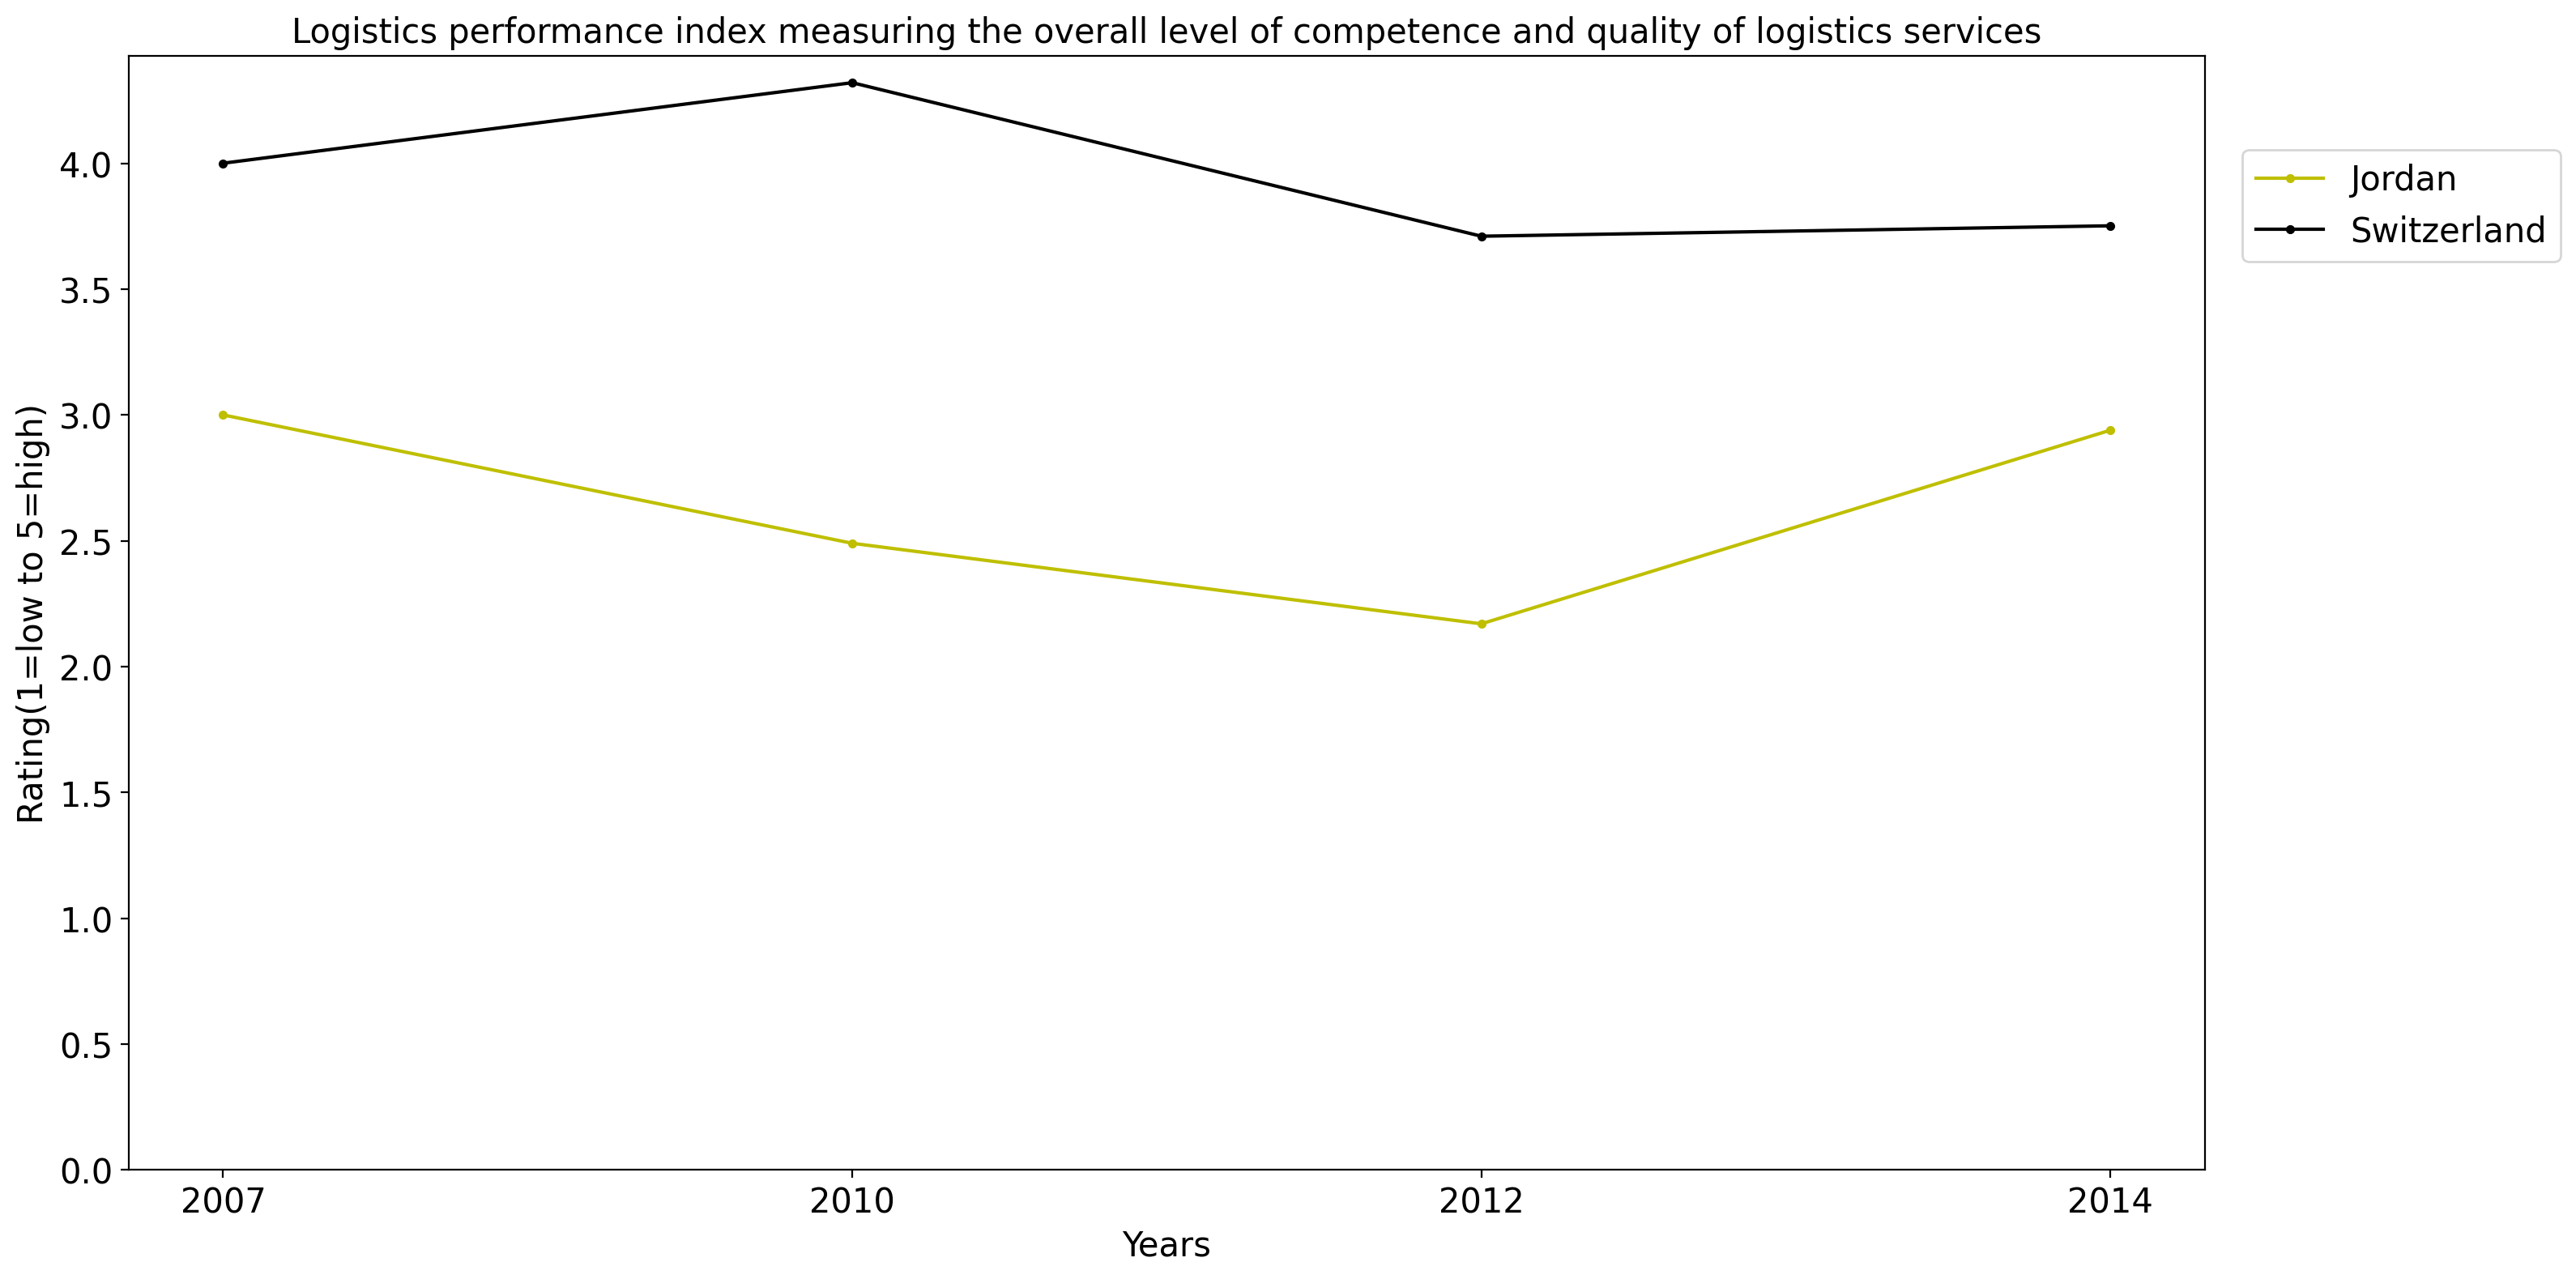 Logistics performance index measuring the overall level of competence and quality of logistics services
Rating(1=low to 5=high)
4.0
3.5
3.0
2.5
2.0
1.5
1.0
0.5
0.0
2007 2010 2012 2014
Years
Jordan
Switzerland